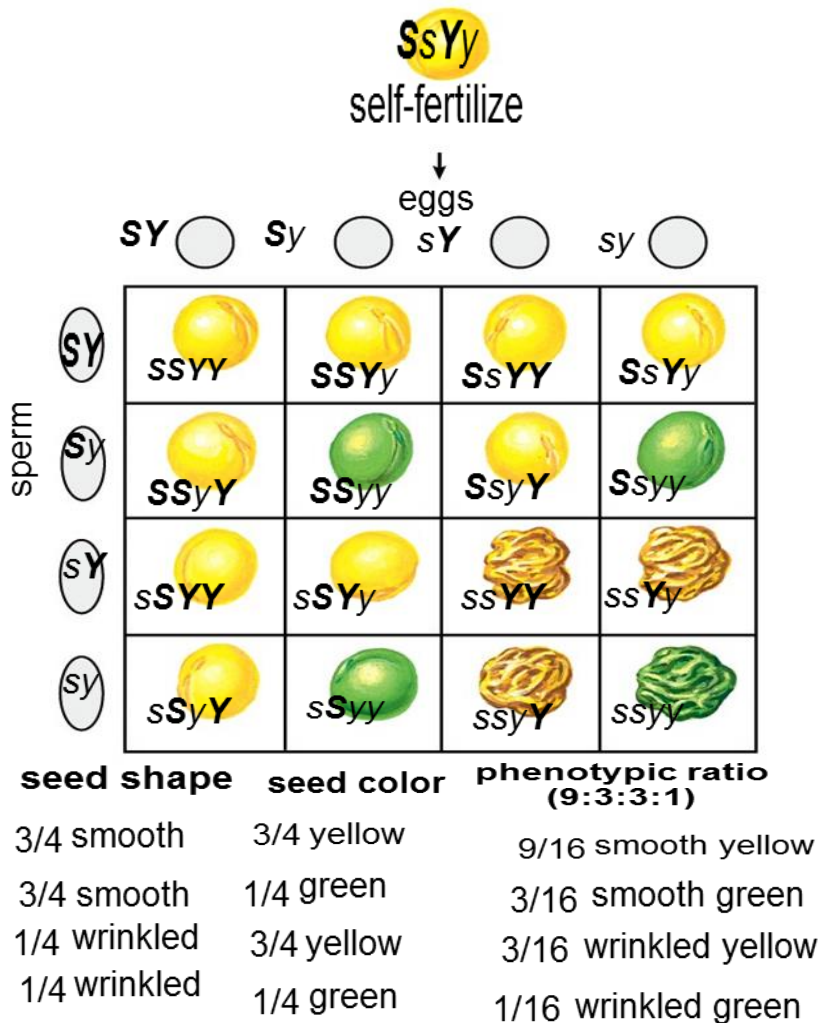 SsYy
self-fertilize
eggs
SY Sy sY sy
sperm
SY
SSYY SSYy SsYY SsYy
Sy
SSyY SSyy SsyY Ssyy
sY
sSYY sSYy ssYY ssYy
sy
sSyY sSyy ssyY ssyy
seed shape seed color phenotypic ratio
(9:3:3:1)
3/4 smooth 3/4 yellow 9/16 smooth yellow
3/4 smooth 1/4 green 3/16 smooth green
1/4 wrinkled 3/4 yellow 3/16 wrinkled yellow
1/4 wrinkled 1/4 green 1/16 wrinkled green